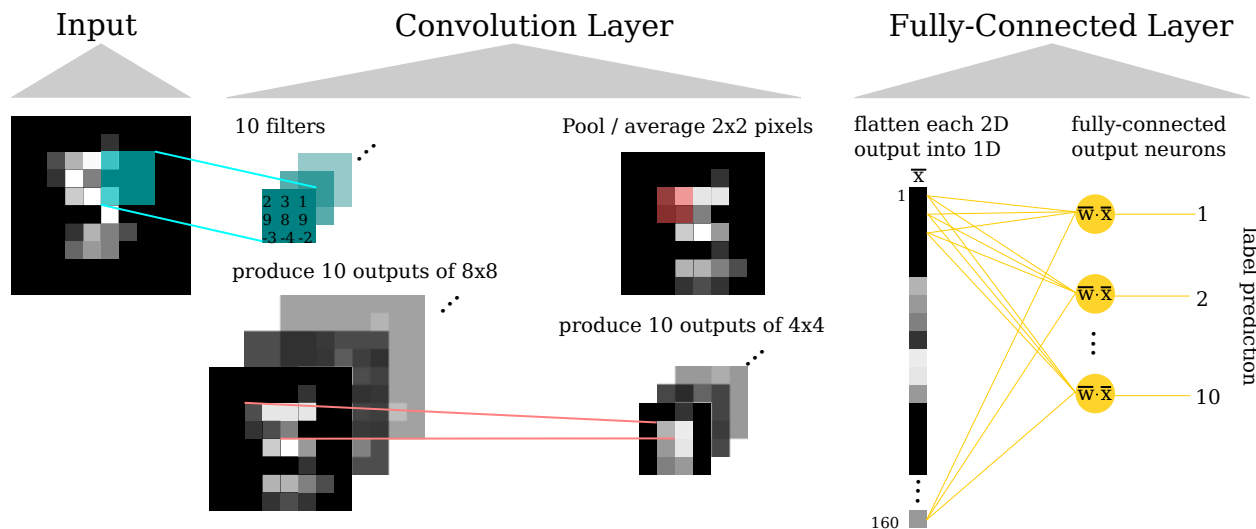 Input
Convolution Layer
Fully-Connected Layer
10 filters
2 3 1
9 8 9
-3 -4 -2
produce 10 outputs of 8x8
Pool / average 2x2 pixels
produce 10 outputs of 4x4
flatten each 2D
output into 1D
x̅
1
160
fully-connected
output neurons
w̅·x̅
1
w̅·x̅
2
w̅·x̅
10
label prediction